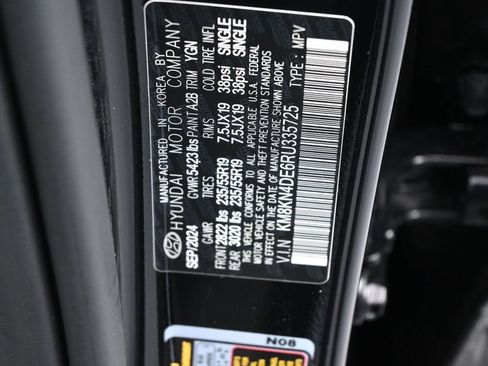 MANUFACTURED IN KOREA BY
HYUNDAI MOTOR COMPANY
SEP/2024 GVWR 5423 lbs PAINT A2B TRIM YGN
GAWR TIRES RIMS COLD TIRE INFL
FRONT 2822 lbs 235/55R19 7.5JX19 38psi SINGLE
REAR 3020 lbs 235/55R19 7.5JX19 38psi SINGLE
THIS VEHICLE CONFORMS TO ALL APPLICABLE U.S.A. FEDERAL
MOTOR VEHICLE SAFETY AND THEFT PREVENTION STANDARDS
IN EFFECT ON THE DATE OF MANUFACTURE SHOWN ABOVE
V.I.N KM8KN4DE6RU335725 TYPE: MPV
N08